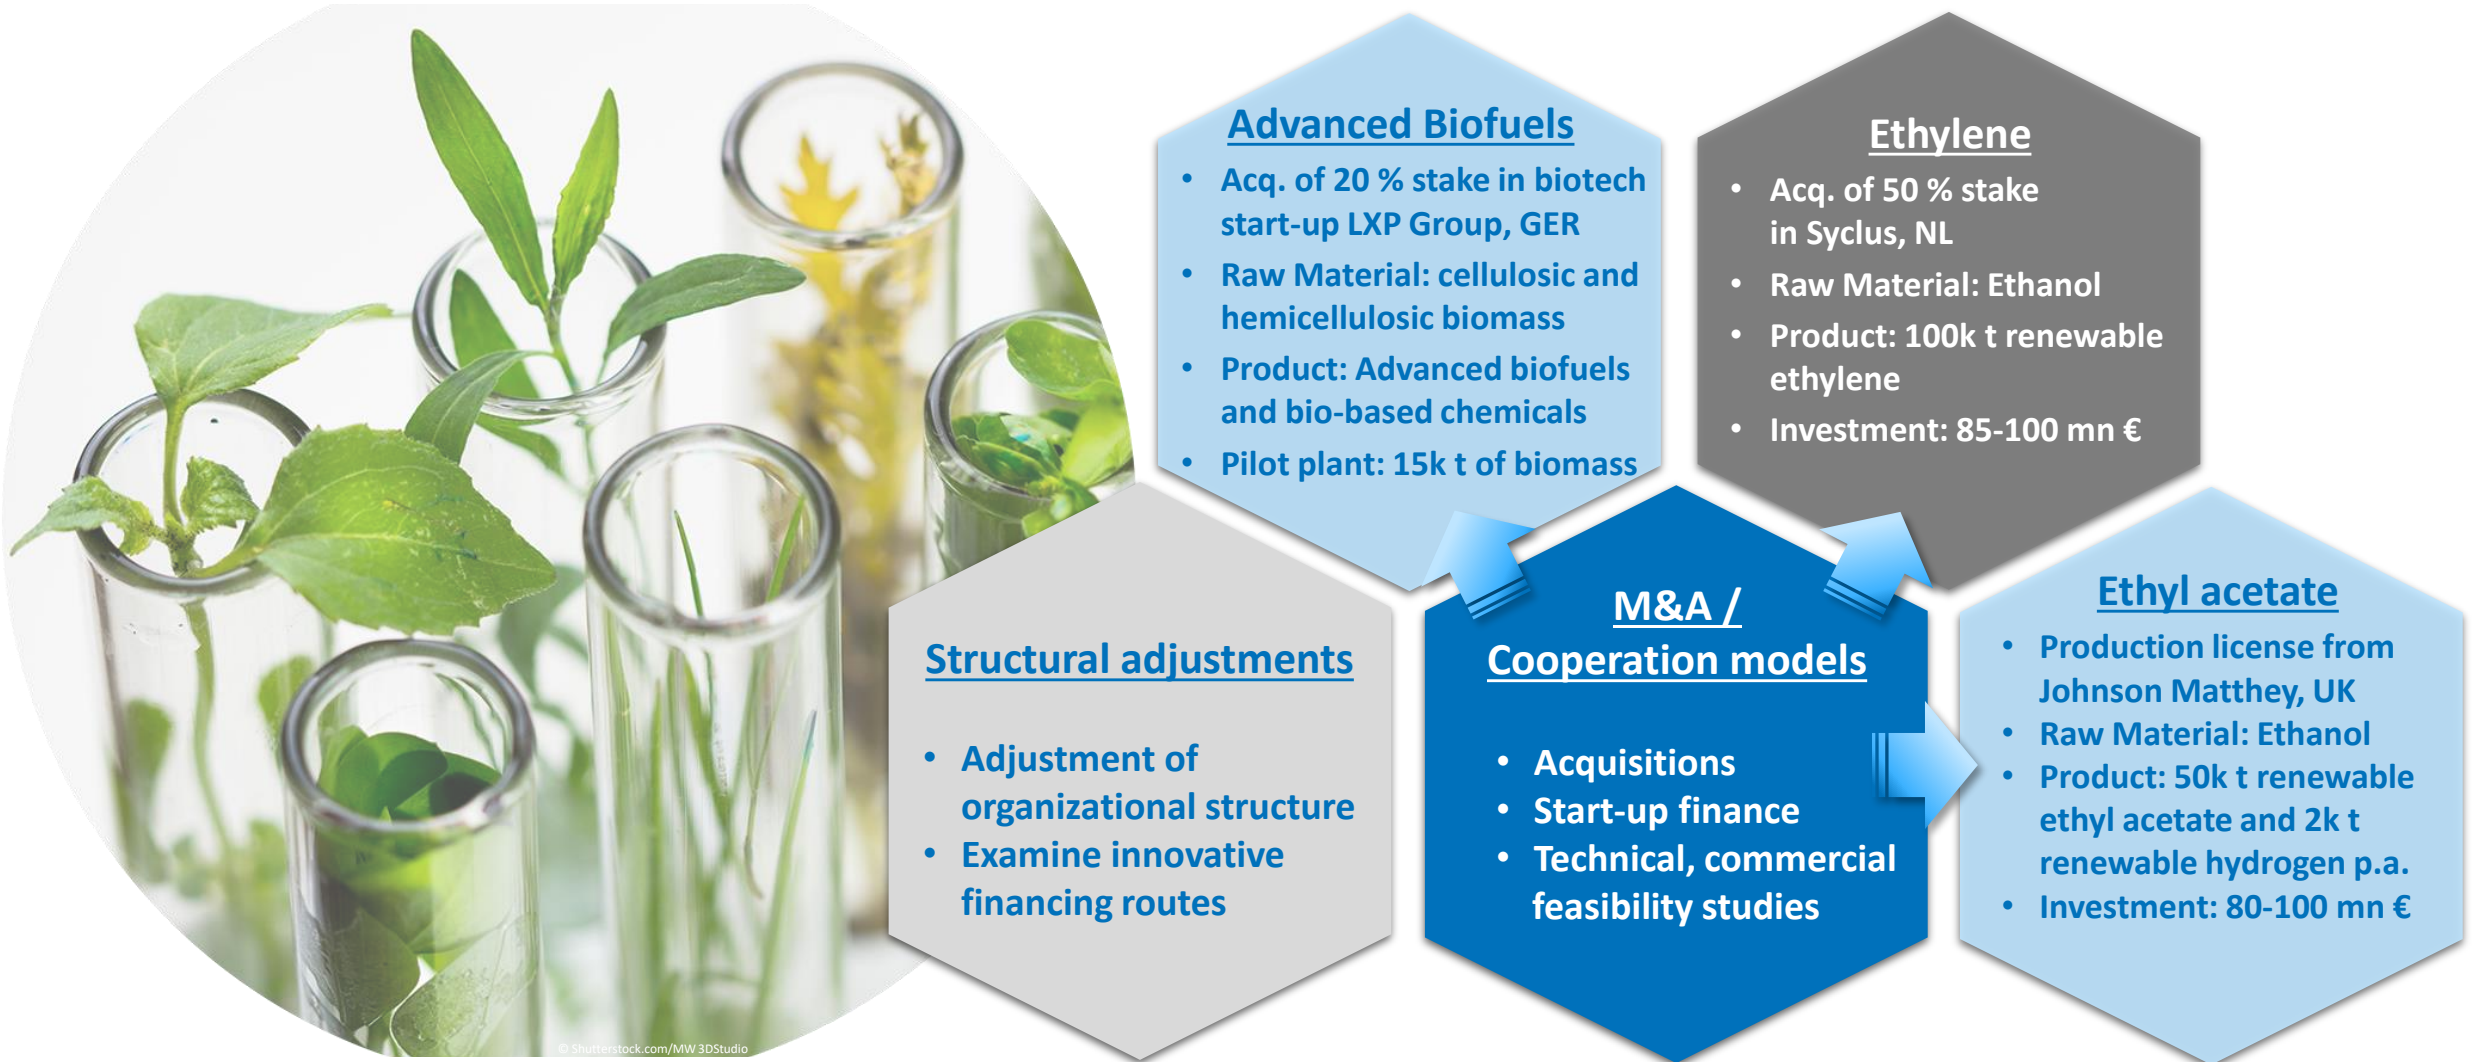 Advanced Biofuels
• Acq. of 20 % stake in biotech
start-up LXP Group, GER
• Raw Material: cellulosic and
hemicellulosic biomass
• Product: Advanced biofuels
and bio-based chemicals
• Pilot plant: 15k t of biomass
Ethylene
• Acq. of 50 % stake
in Syclus, NL
• Raw Material: Ethanol
• Product: 100k t renewable
ethylene
• Investment: 85-100 mn €
Structural adjustments
• Adjustment of
organizational structure
• Examine innovative
financing routes
M&A /
Cooperation models
• Acquisitions
• Start-up finance
• Technical, commercial
feasibility studies
Ethyl acetate
• Production license from
Johnson Matthey, UK
• Raw Material: Ethanol
• Product: 50k t renewable
ethyl acetate and 2k t
renewable hydrogen p.a.
• Investment: 80-100 mn €
© Shutterstock.com/MW 3DStudio